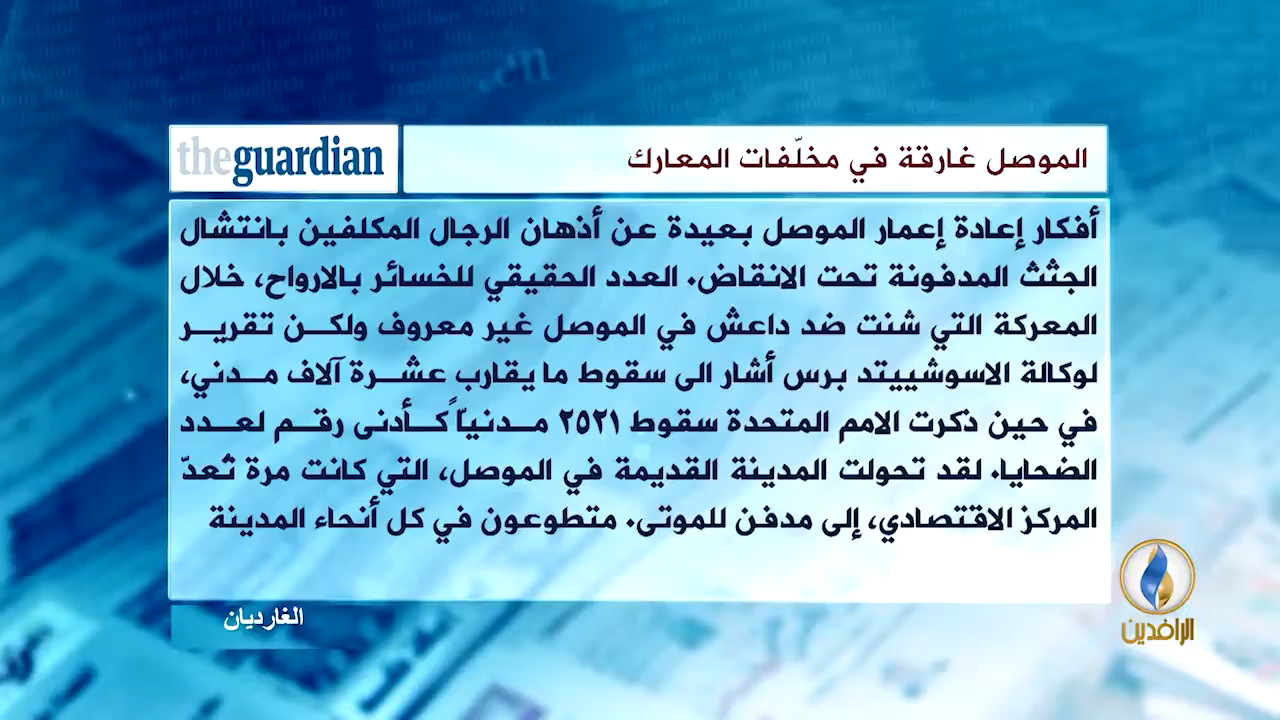 .en
theguardian
الموصل غارقة في مخلّفات المعارك
أفكار إعادة إعمار الموصل بعيدة عن أذهان الرجال المكلفين بانتشال
الجثث المدفونة تحت الانقاض. العدد الحقيقي للخسائر بالارواح، خلال
المعركة التي شنت ضد داعش في الموصل غير معروف ولكن تقرير
لوكالة الاسوشييتد برس أشار الى سقوط ما يقارب عشرة آلاف مدني،
في حين ذكرت الامم المتحدة سقوط ٢٥٢١ مدنيّاً كأدنى رقم لعدد
الضحايا. لقد تحولت المدينة القديمة في الموصل، التي كانت مرة تُعدّ
المركز الاقتصادي، إلى مدفن للموتى. متطوعون في كل أنحاء المدينة
الغارديان
الرافدين